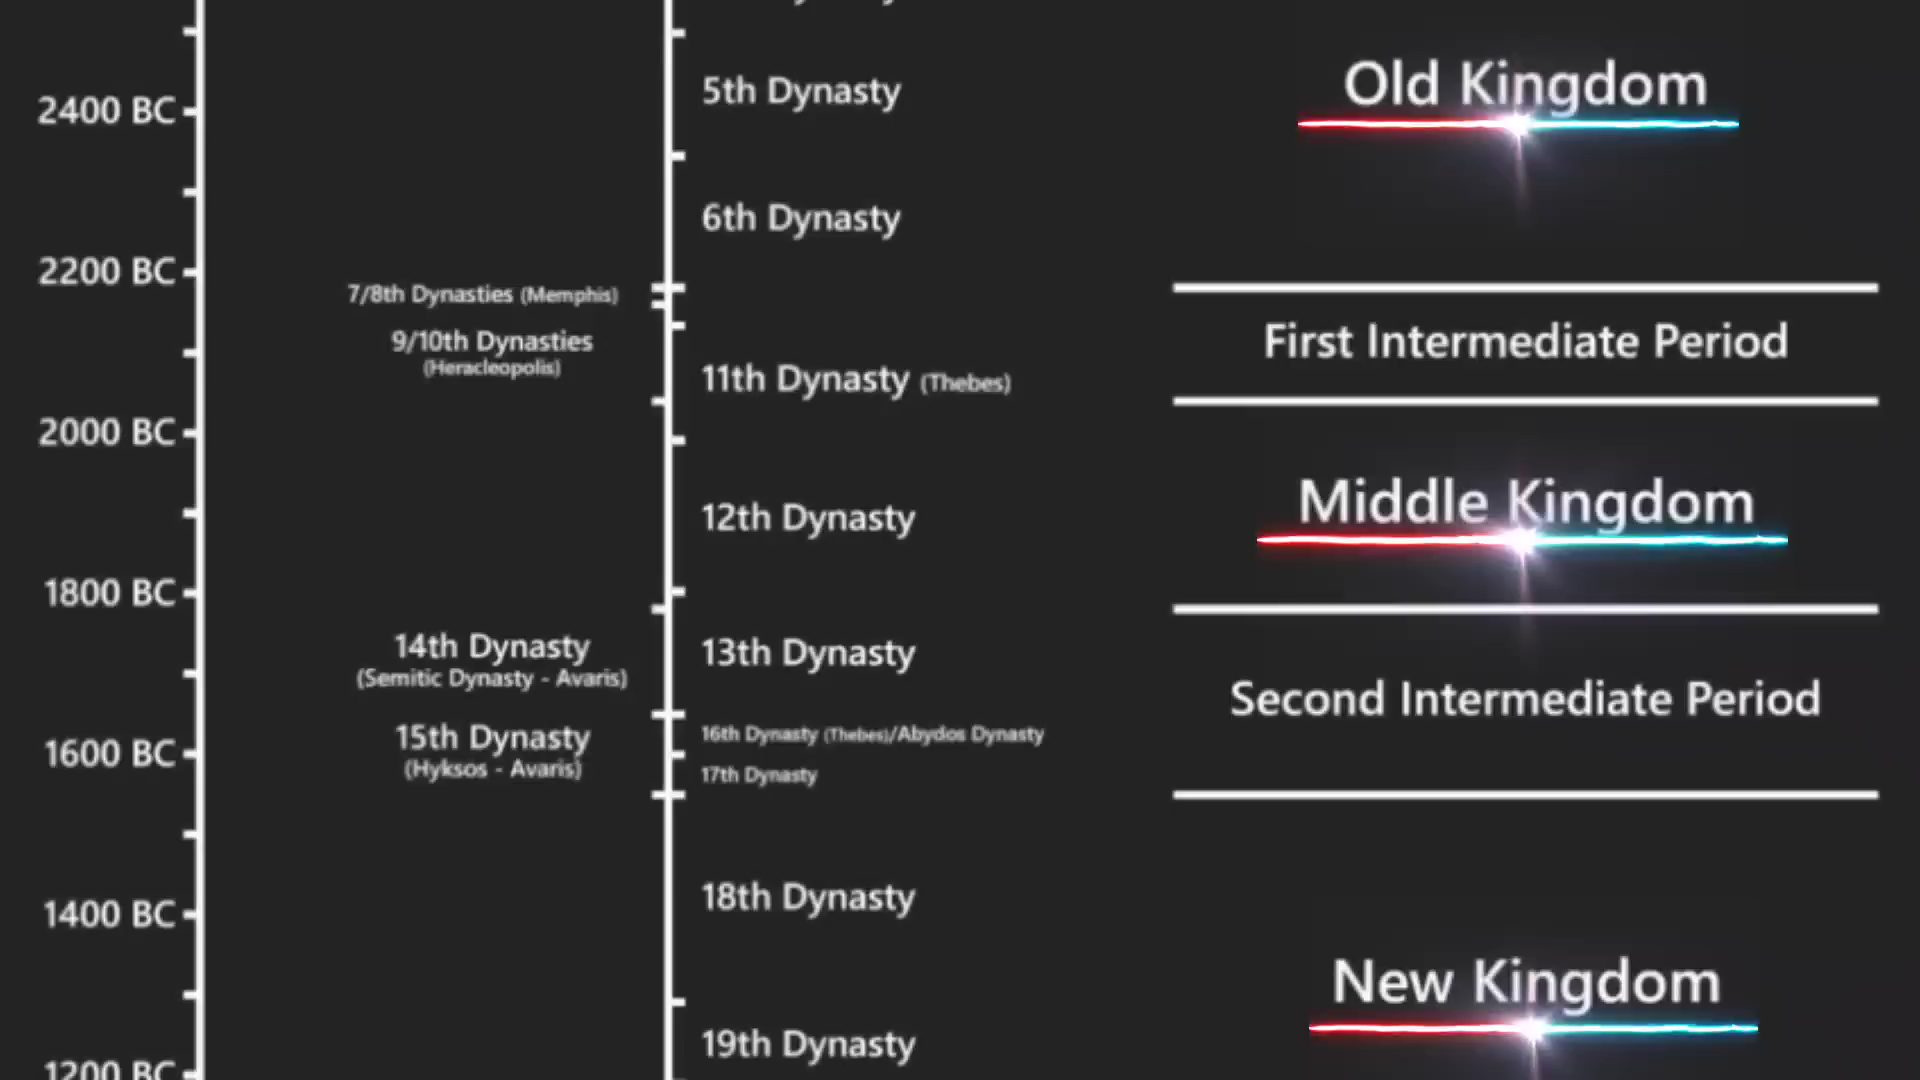 5th Dynasty
Old Kingdom
2400 BC
6th Dynasty
2200 BC
7/8th Dynasties (Memphis)
9/10th Dynasties
(Heracleopolis)
First Intermediate Period
11th Dynasty (Thebes)
2000 BC
Middle Kingdom
12th Dynasty
1800 BC
14th Dynasty
(Semitic Dynasty - Avaris)
13th Dynasty
Second Intermediate Period
15th Dynasty
(Hyksos - Avaris)
16th Dynasty (Thebes)/Abydos Dynasty
1600 BC
17th Dynasty
18th Dynasty
1400 BC
New Kingdom
19th Dynasty
1200 BC